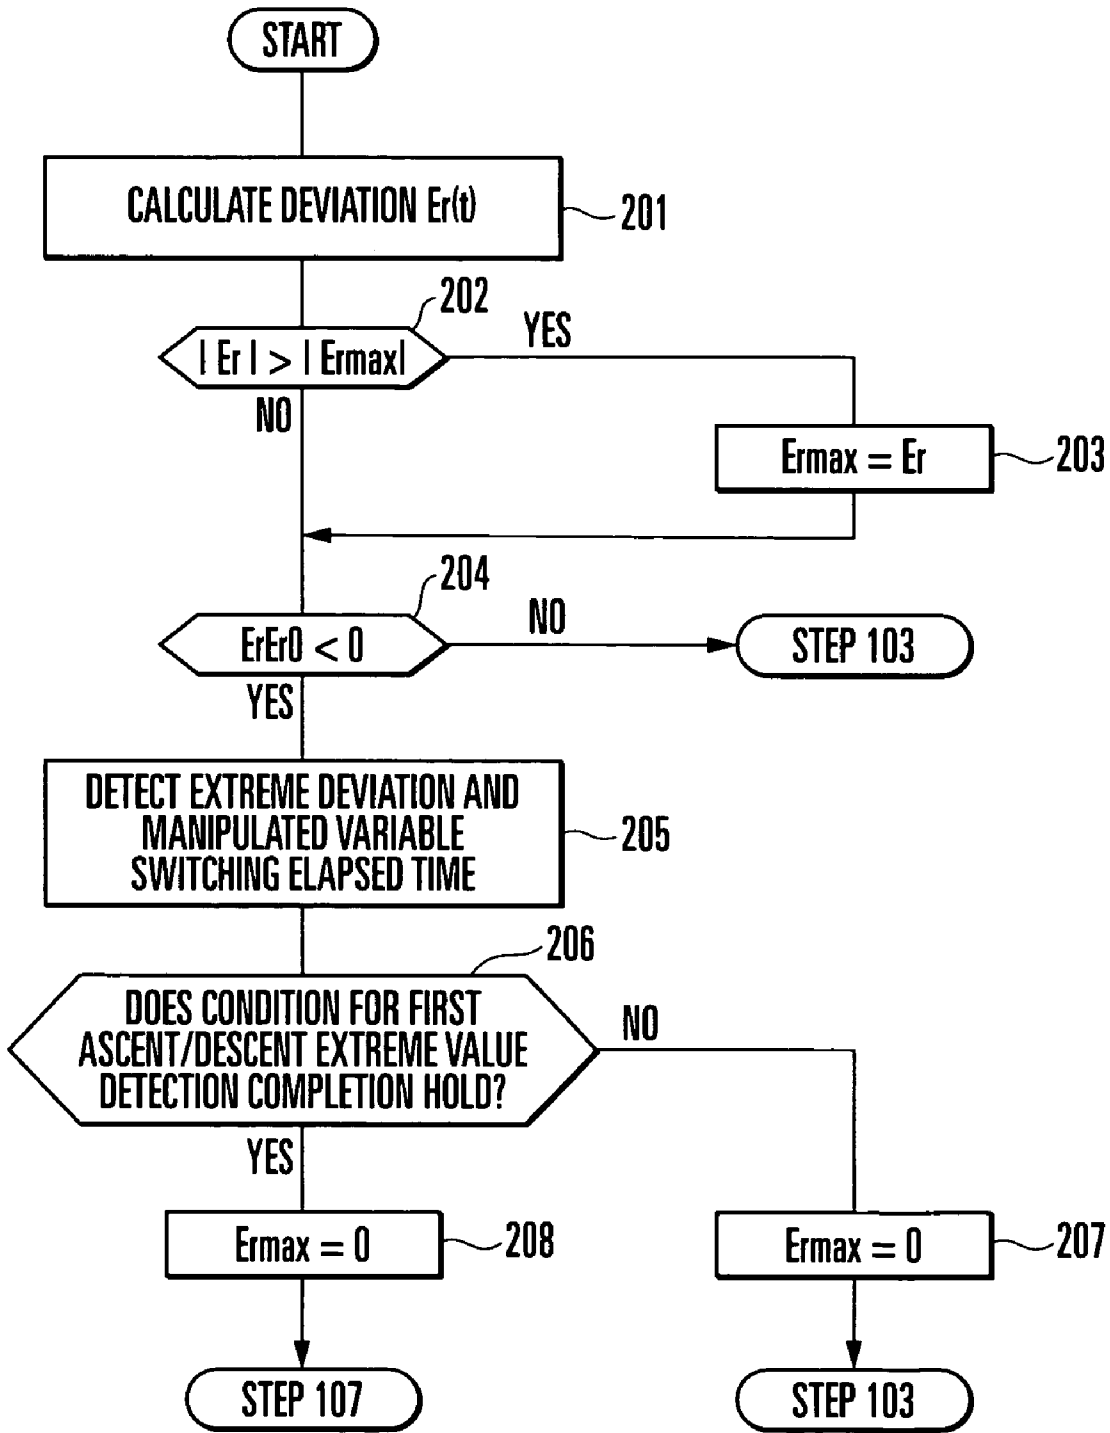 START
CALCULATE DEVIATION Er(t)
201
202
| Er | > | Ermax|
YES
NO
Ermax = Er
203
204
ErEr0 < 0
NO
STEP 103
YES
DETECT EXTREME DEVIATION AND
MANIPULATED VARIABLE
SWITCHING ELAPSED TIME
205
206
DOES CONDITION FOR FIRST
ASCENT/DESCENT EXTREME VALUE
DETECTION COMPLETION HOLD?
NO
YES
Ermax = 0
208
Ermax = 0
207
STEP 107
STEP 103